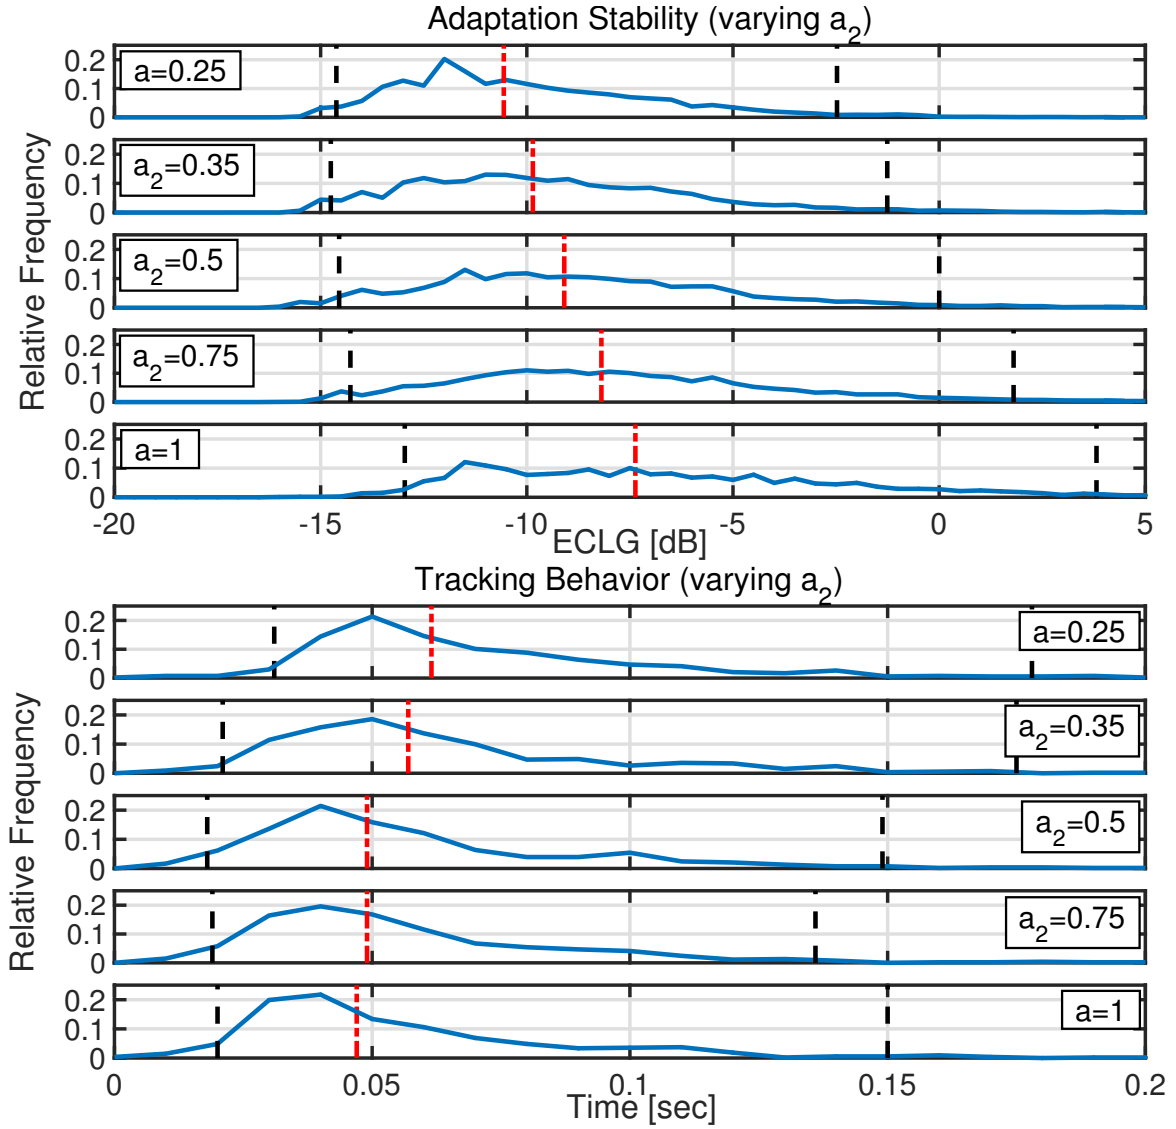 Adaptation Stability (varying a2)
0.2
0.1
0
a=0.25
0.2
0.1
0
a2=0.35
0.2
0.1
0
a2=0.5
0.2
0.1
0
a2=0.75
0.2
0.1
0
a=1
Relative Frequency
-20 -15 -10 -5 0 5
ECLG [dB]
Tracking Behavior (varying a2)
0.2
0.1
0
a=0.25
0.2
0.1
0
a2=0.35
0.2
0.1
0
a2=0.5
0.2
0.1
0
a2=0.75
0.2
0.1
0
a=1
Relative Frequency
0 0.05 0.1 0.15 0.2
Time [sec]